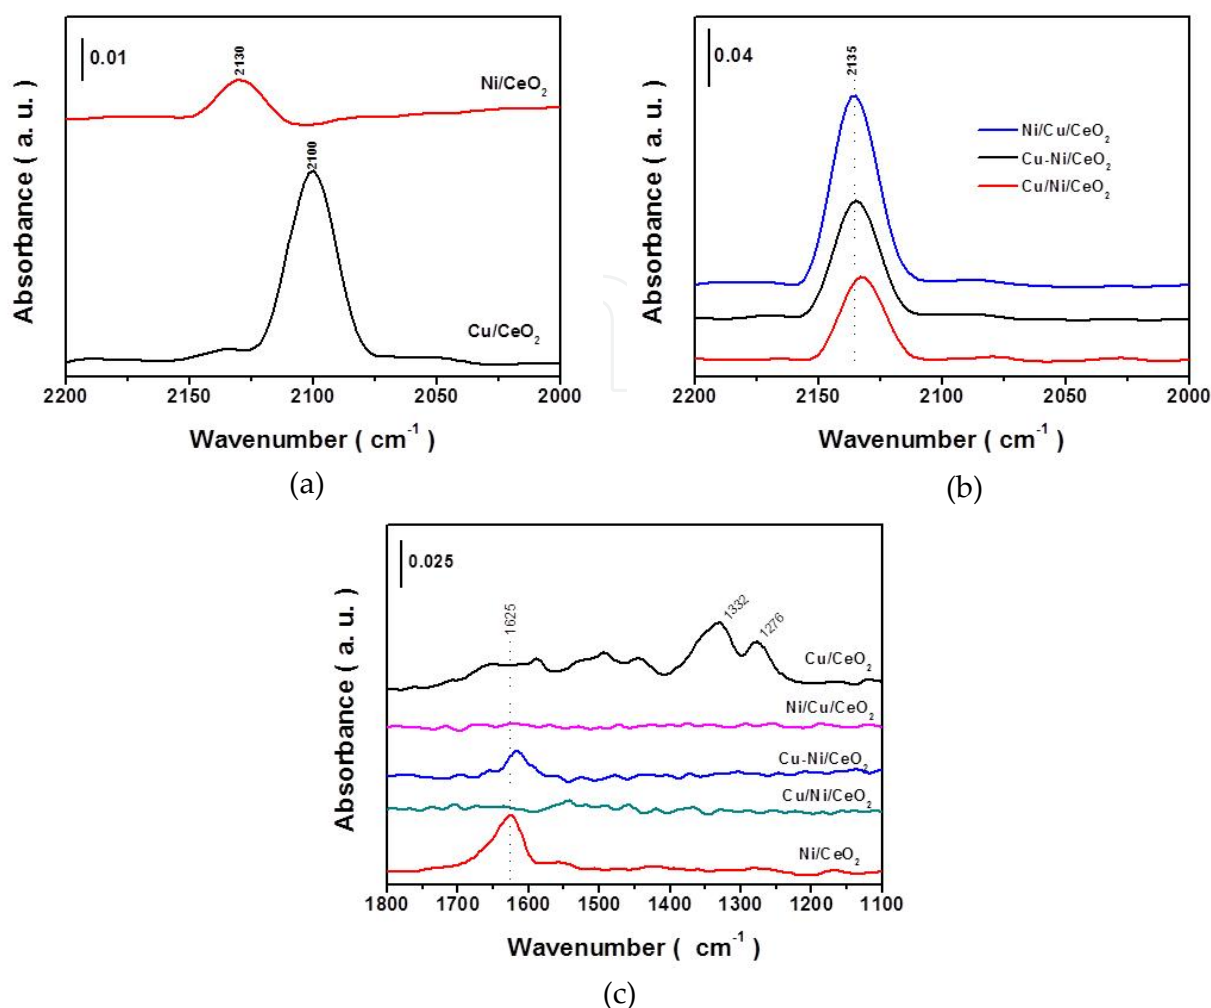 0.01
2130
Ni/CeO₂
2100
Cu/CeO₂
Absorbance ( a. u. )
2200 2150 2100 2050 2000
Wavenumber ( cm⁻¹ )
(a)
0.04
2135
Ni/Cu/CeO₂
Cu-Ni/CeO₂
Cu/Ni/CeO₂
Absorbance ( a. u. )
2200 2150 2100 2050 2000
Wavenumber ( cm⁻¹ )
(b)
0.025
1625
1332
1276
Cu/CeO₂
Ni/Cu/CeO₂
Cu-Ni/CeO₂
Cu/Ni/CeO₂
Ni/CeO₂
Absorbance ( a. u. )
1800 1700 1600 1500 1400 1300 1200 1100
Wavenumber ( cm⁻¹ )
(c)